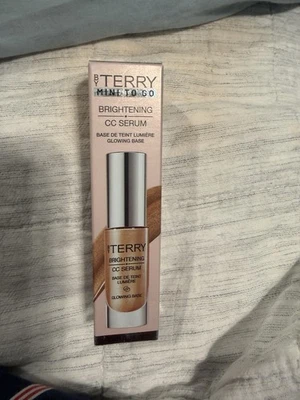 BY TERRY
MINI TO GO
BRIGHTENING
CC SERUM
BASE DE TEINT LUMIÈRE
GLOWING BASE
TERRY
BRIGHTENING
CC SERUM
BASE DE TEINT
LUMIÈRE
GLOWING BASE